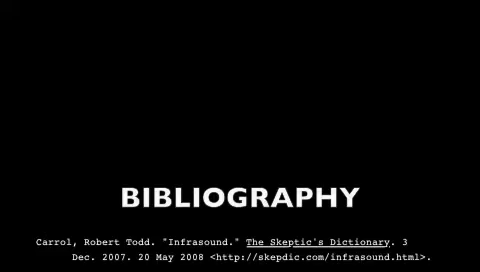 BIBLIOGRAPHY
Carrol, Robert Todd. "Infrasound." The Skeptic's Dictionary. 3
Dec. 2007. 20 May 2008 <http://skepdic.com/infrasound.html>.